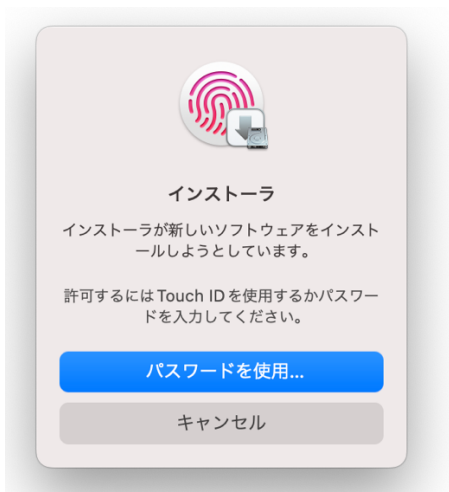 インストーラ
インストーラが新しいソフトウェアをインスト
ールしようとしています。
許可するにはTouch IDを使用するかパスワー
ドを入力してください。
パスワードを使用...
キャンセル